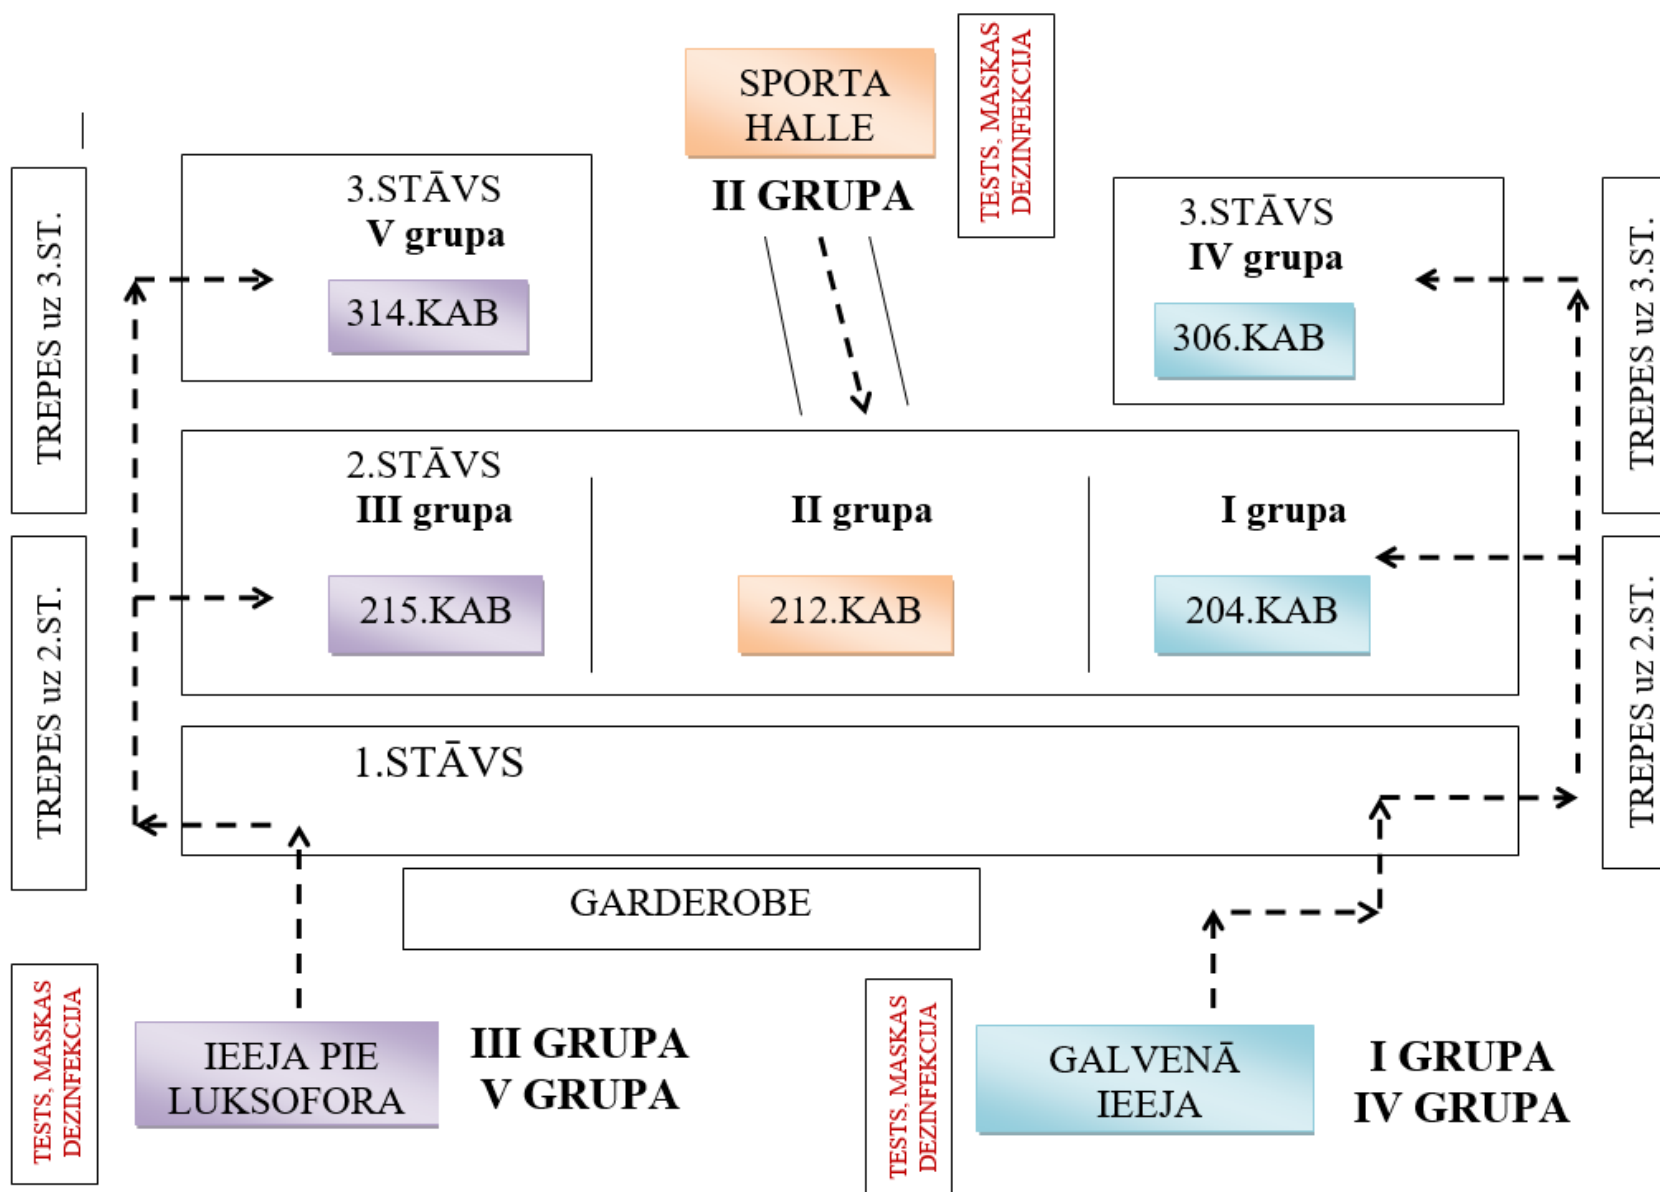 SPORTA
HALLE
II GRUPA
TESTS, MASKAS
DEZINFEKCIJA
TREPES uz 3.ST.
3.STĀVS
V grupa
314.KAB
3.STĀVS
IV grupa
306.KAB
TREPES uz 3.ST.
TREPES uz 2.ST.
2.STĀVS
III grupa
215.KAB
II grupa
212.KAB
I grupa
204.KAB
TREPES uz 2.ST.
1.STĀVS
GARDEROBE
TESTS, MASKAS
DEZINFEKCIJA
IEEJA PIE
LUKSOFORA
III GRUPA
V GRUPA
TESTS, MASKAS
DEZINFEKCIJA
GALVENĀ
IEEJA
I GRUPA
IV GRUPA